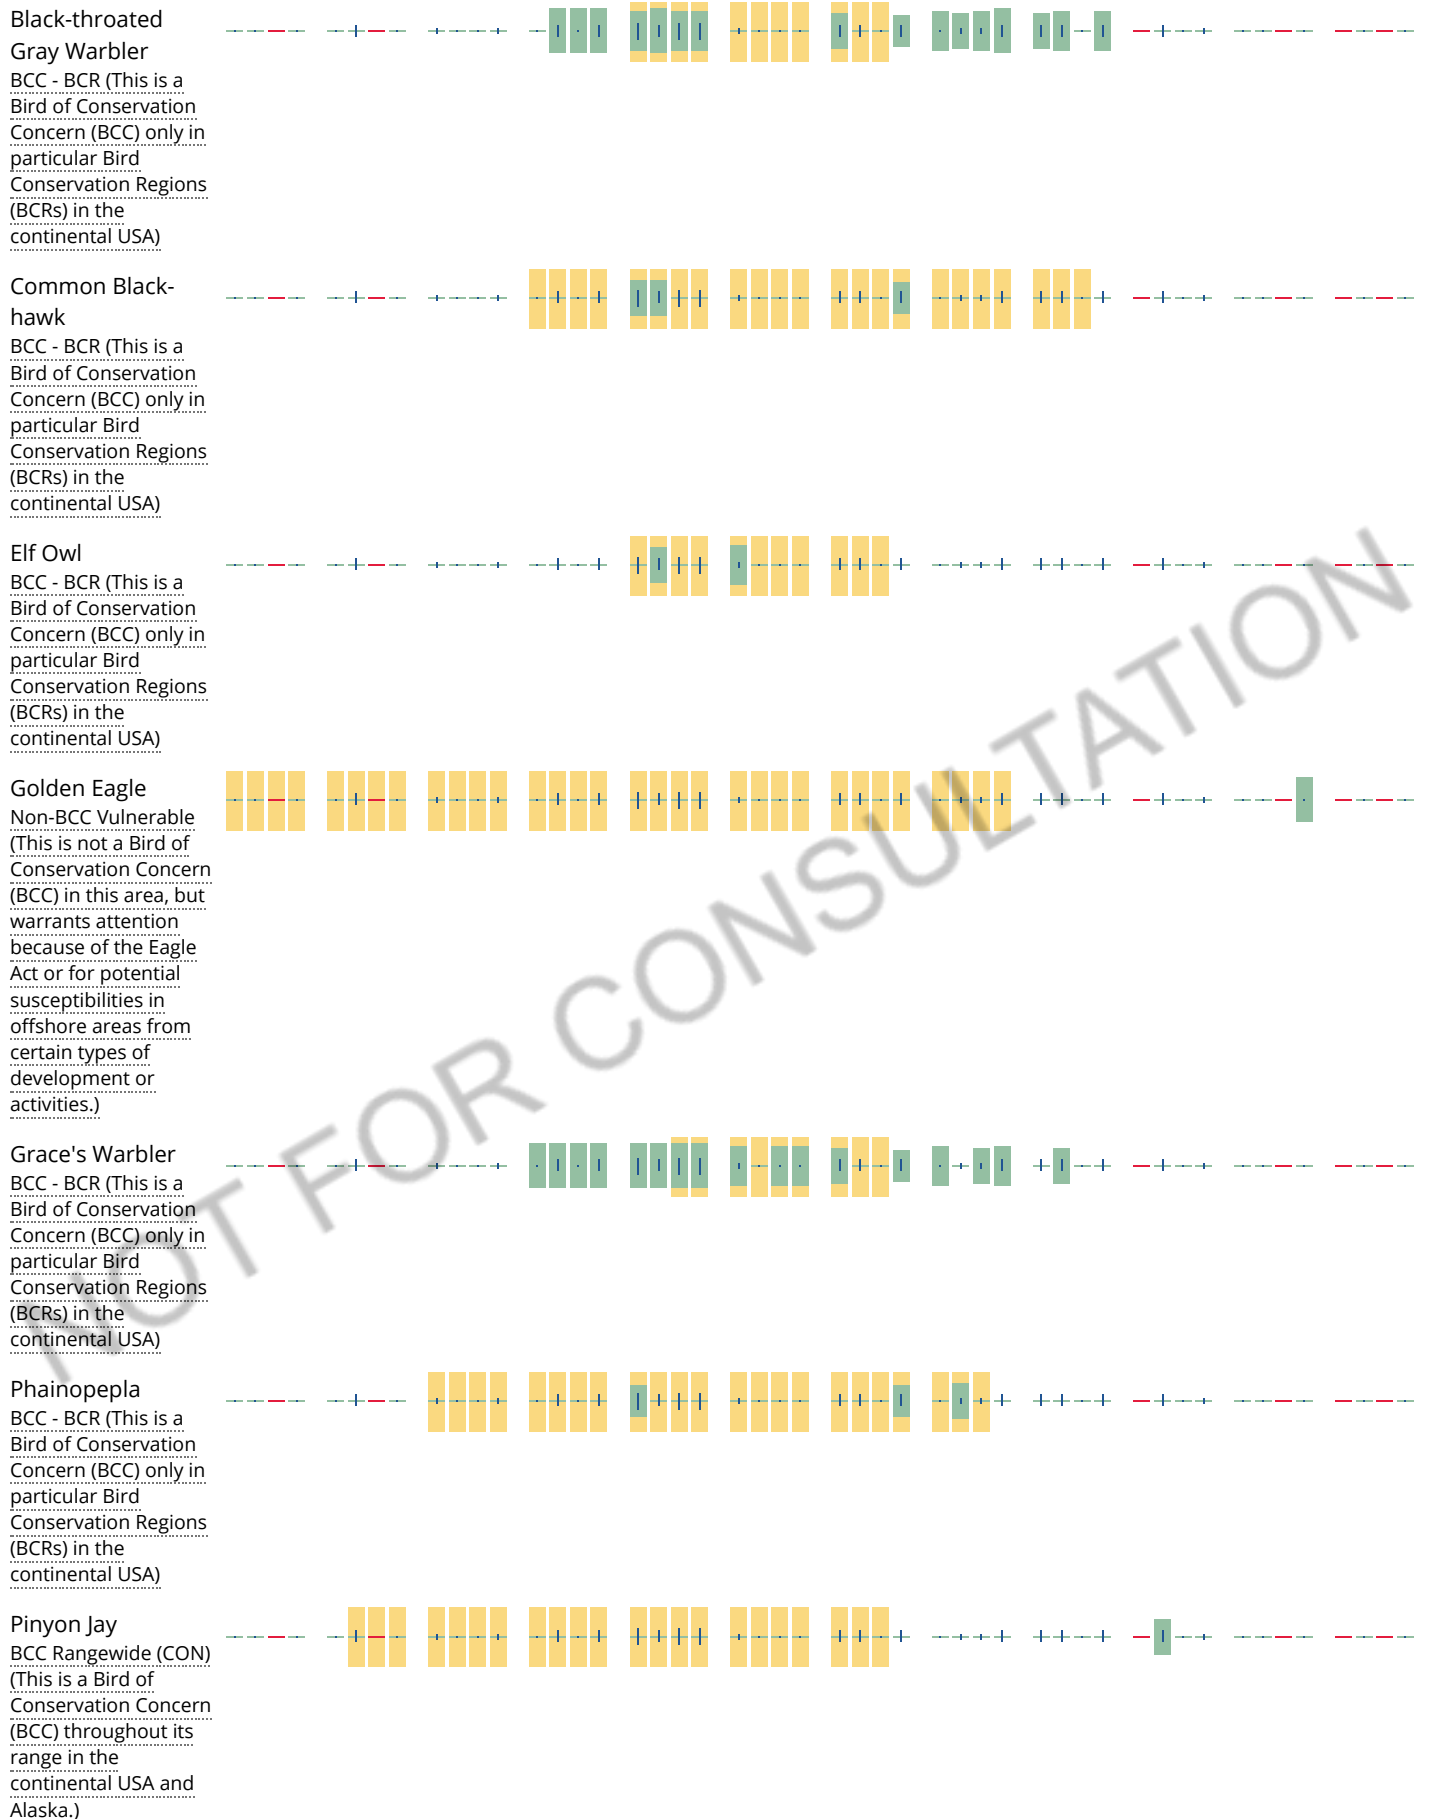 Black-throated
Gray Warbler
BCC - BCR (This is a
Bird of Conservation
Concern (BCC) only in
particular Bird
Conservation Regions
(BCRs) in the
continental USA)
Common Black-
hawk
BCC - BCR (This is a
Bird of Conservation
Concern (BCC) only in
particular Bird
Conservation Regions
(BCRs) in the
continental USA)
Elf Owl
BCC - BCR (This is a
Bird of Conservation
Concern (BCC) only in
particular Bird
Conservation Regions
(BCRs) in the
continental USA)
Golden Eagle
Non-BCC Vulnerable
(This is not a Bird of
Conservation Concern
(BCC) in this area, but
warrants attention
because of the Eagle
Act or for potential
susceptibilities in
offshore areas from
certain types of
development or
activities.)
Grace's Warbler
BCC - BCR (This is a
Bird of Conservation
Concern (BCC) only in
particular Bird
Conservation Regions
(BCRs) in the
continental USA)
Phainopepla
BCC - BCR (This is a
Bird of Conservation
Concern (BCC) only in
particular Bird
Conservation Regions
(BCRs) in the
continental USA)
Pinyon Jay
BCC Rangewide (CON)
(This is a Bird of
Conservation Concern
(BCC) throughout its
range in the
continental USA and
Alaska.)
NOT FOR CONSULTATION